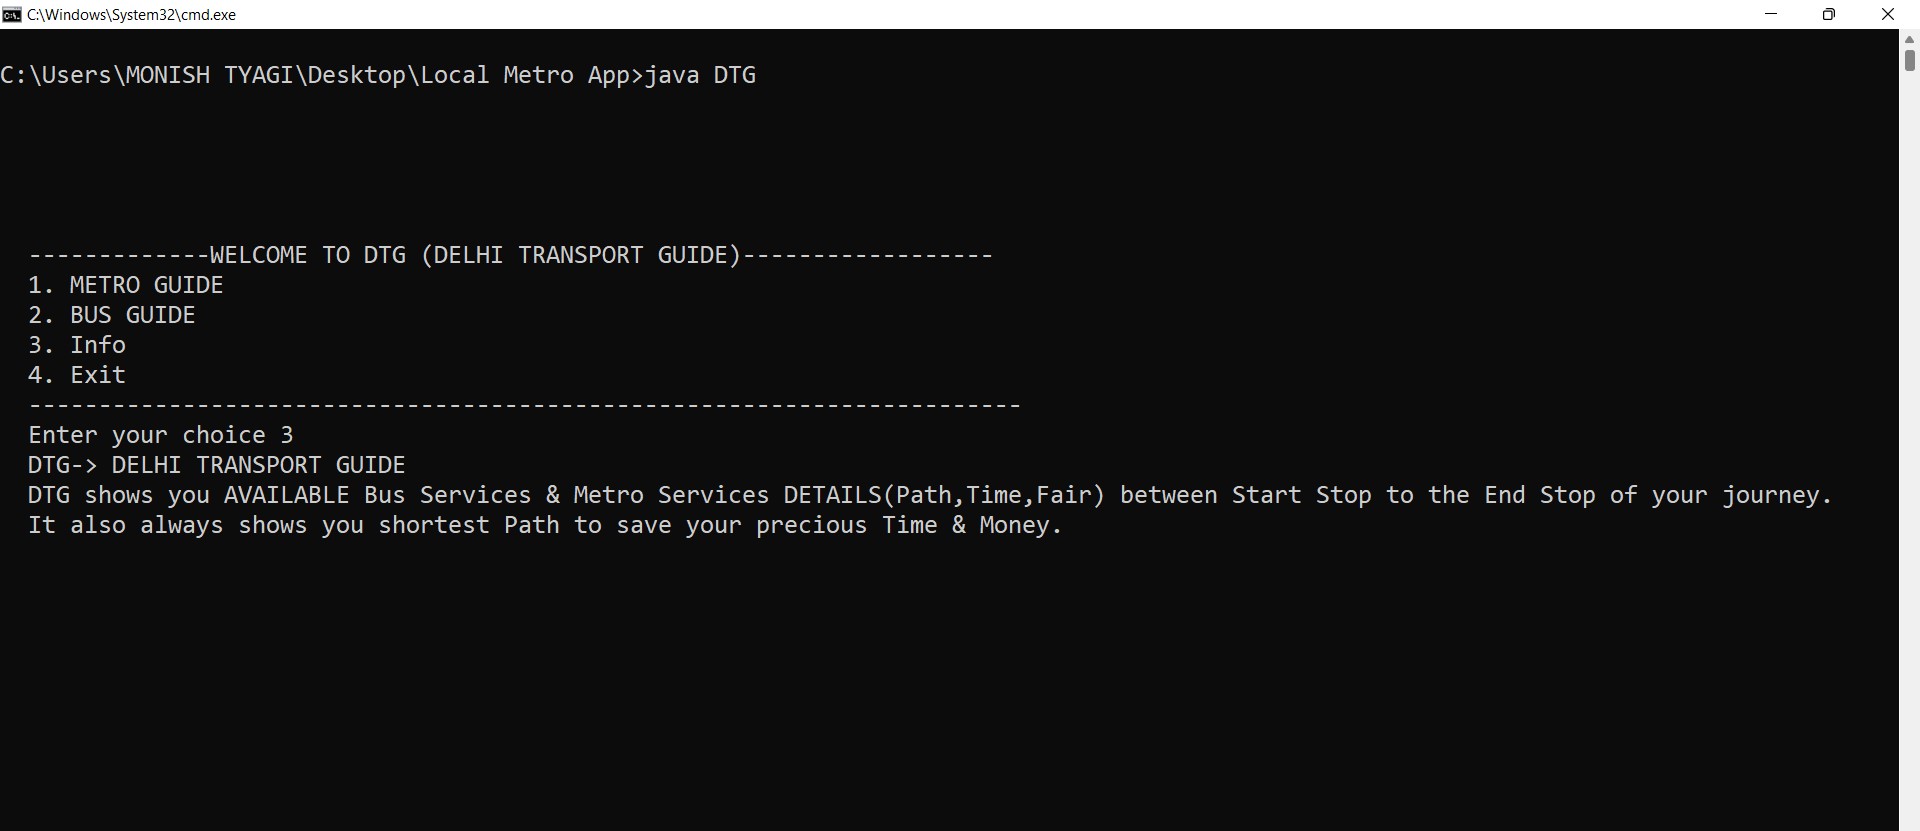 C:\Windows\System32\cmd.exe
C:\Users\MONISH TYAGI\Desktop\Local Metro App>java DTG
-------------WELCOME TO DTG (DELHI TRANSPORT GUIDE)------------------
1. METRO GUIDE
2. BUS GUIDE
3. Info
4. Exit
-----------------------------------------------------------------------
Enter your choice 3
DTG-> DELHI TRANSPORT GUIDE
DTG shows you AVAILABLE Bus Services & Metro Services DETAILS(Path,Time,Fair) between Start Stop to the End Stop of your journey.
It also always shows you shortest Path to save your precious Time & Money.